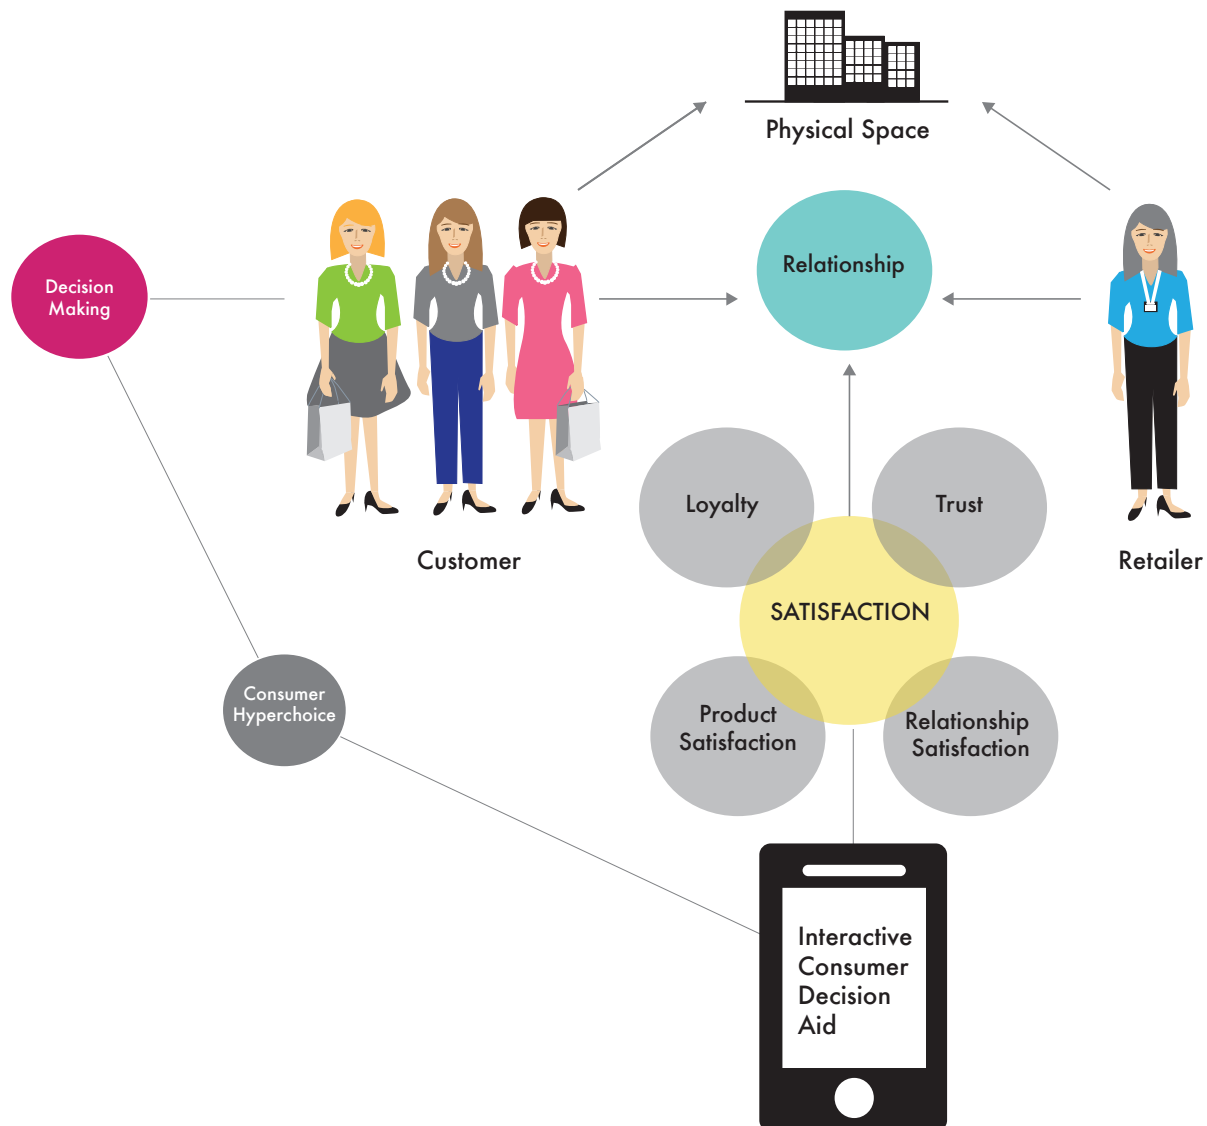 Physical Space
Relationship
Decision
Making
Loyalty
Trust
Customer
Retailer
SATISFACTION
Consumer
Hyperchoice
Product
Satisfaction
Relationship
Satisfaction
Interactive
Consumer
Decision
Aid